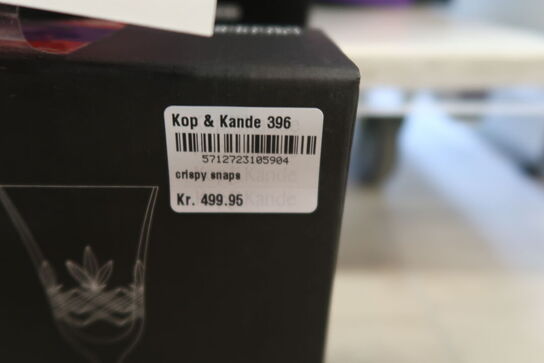 Kop & Kande 396
5712723105904
crispy snaps
Kr. 499.95